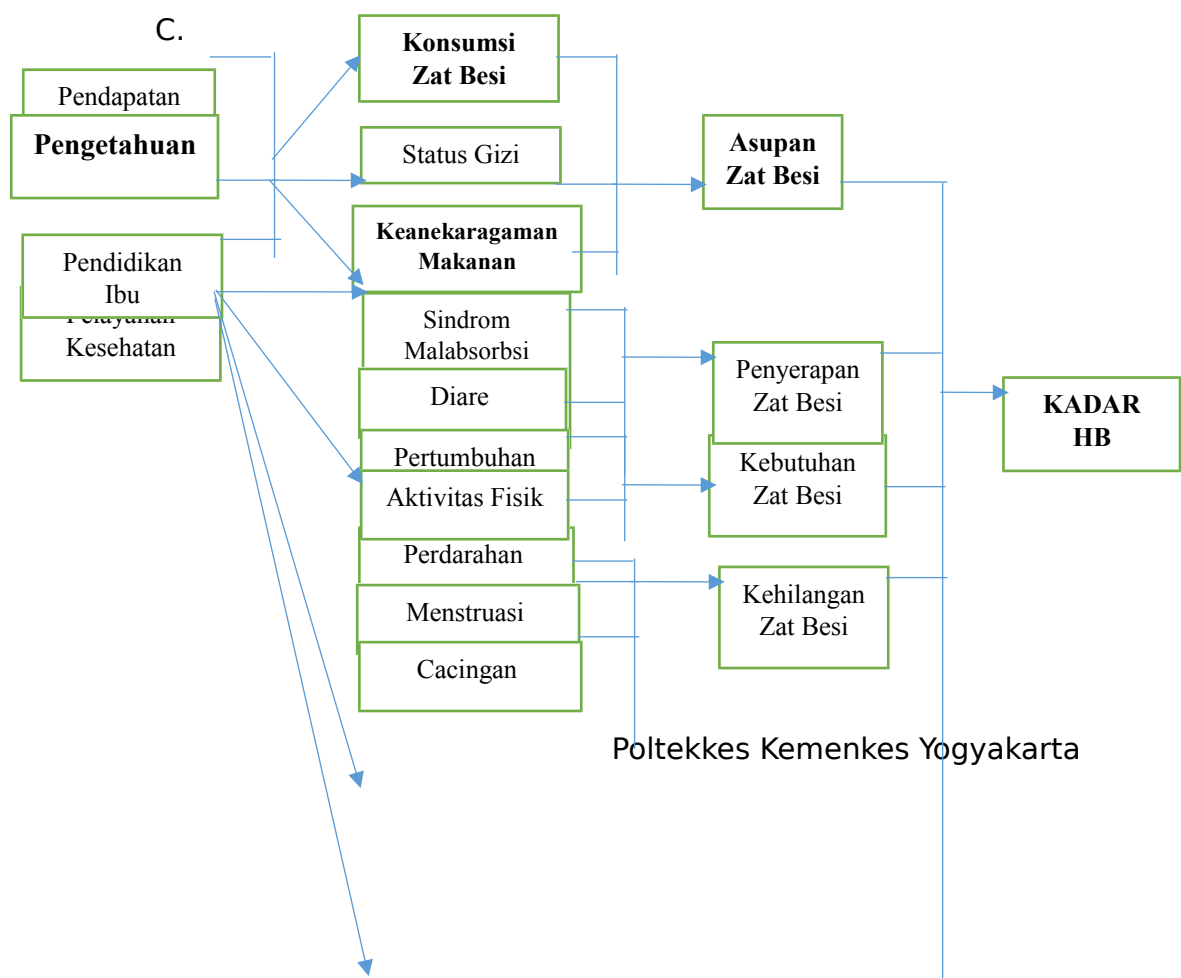 C.
Pendapatan
Pengetahuan
Pendidikan
Ibu
Pelayanan
Kesehatan
Konsumsi
Zat Besi
Status Gizi
Keanekaragaman
Makanan
Sindrom
Malabsorbsi
Diare
Pertumbuhan
Aktivitas Fisik
Perdarahan
Menstruasi
Cacingan
Asupan
Zat Besi
Penyerapan
Zat Besi
Kebutuhan
Zat Besi
Kehilangan
Zat Besi
KADAR
HB
Poltekkes Kemenkes Yogyakarta